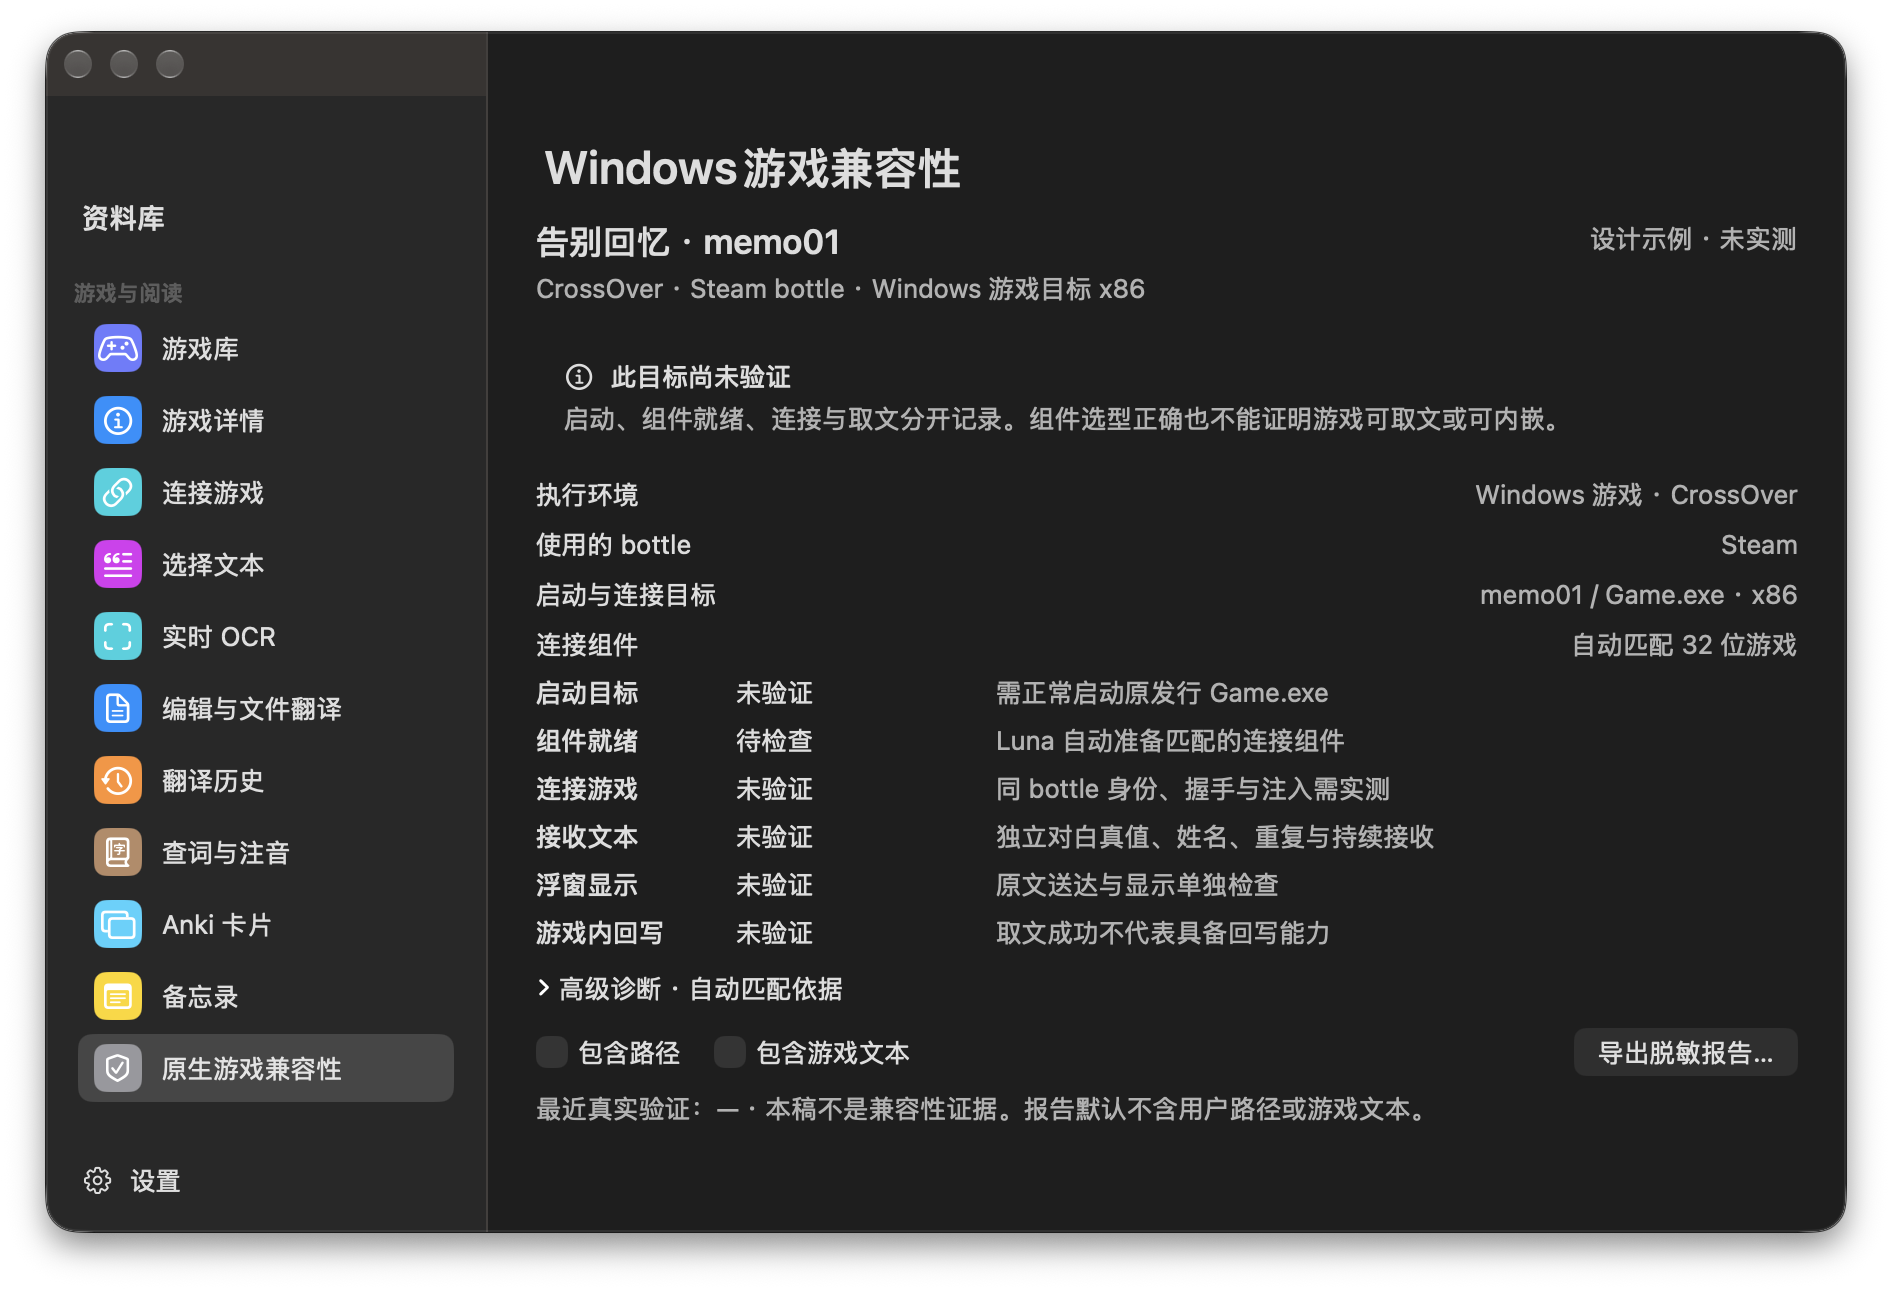 资料库
游戏与阅读
游戏库
游戏详情
连接游戏
选择文本
实时 OCR
编辑与文件翻译
翻译历史
字
查词与注音
Anki 卡片
备忘录
原生游戏兼容性
设置
Windows游戏兼容性
告别回忆 · memo01
设计示例 · 未实测
CrossOver · Steam bottle · Windows 游戏目标 x86
此目标尚未验证
启动、组件就绪、连接与取文分开记录。组件选型正确也不能证明游戏可取文或可内嵌。
执行环境 Windows 游戏 · CrossOver
使用的 bottle Steam
启动与连接目标 memo01 / Game.exe · x86
连接组件 自动匹配 32 位游戏
启动目标 未验证 需正常启动原发行 Game.exe
组件就绪 待检查 Luna 自动准备匹配的连接组件
连接游戏 未验证 同 bottle 身份、握手与注入需实测
接收文本 未验证 独立对白真值、姓名、重复与持续接收
浮窗显示 未验证 原文送达与显示单独检查
游戏内回写 未验证 取文成功不代表具备回写能力
高级诊断 · 自动匹配依据
包含路径 包含游戏文本 导出脱敏报告...
最近真实验证：— · 本稿不是兼容性证据。报告默认不含用户路径或游戏文本。